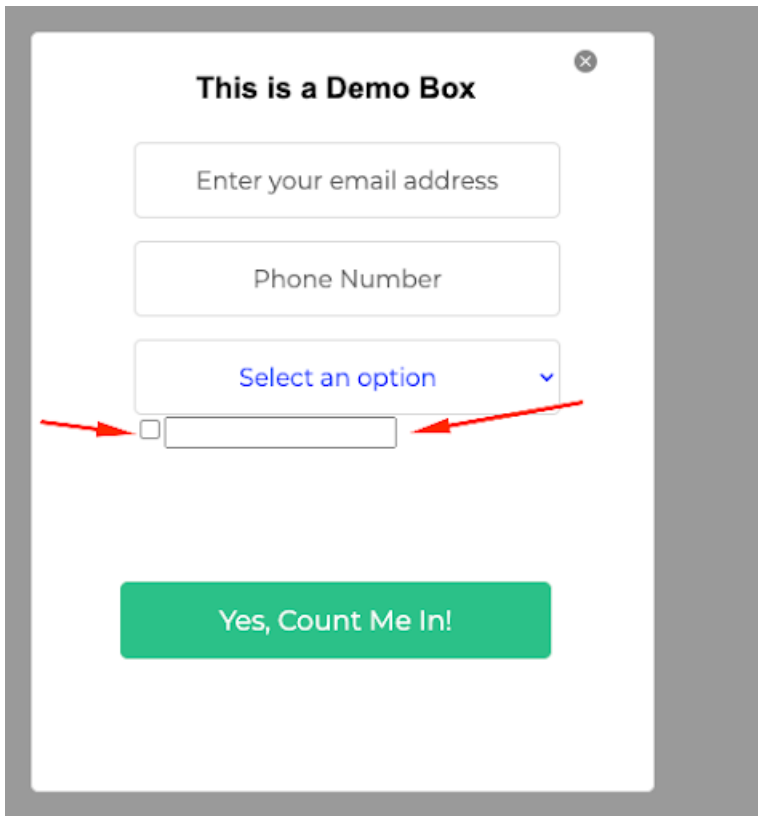 This is a Demo Box
Enter your email address
Phone Number
Select an option
Yes, Count Me In!